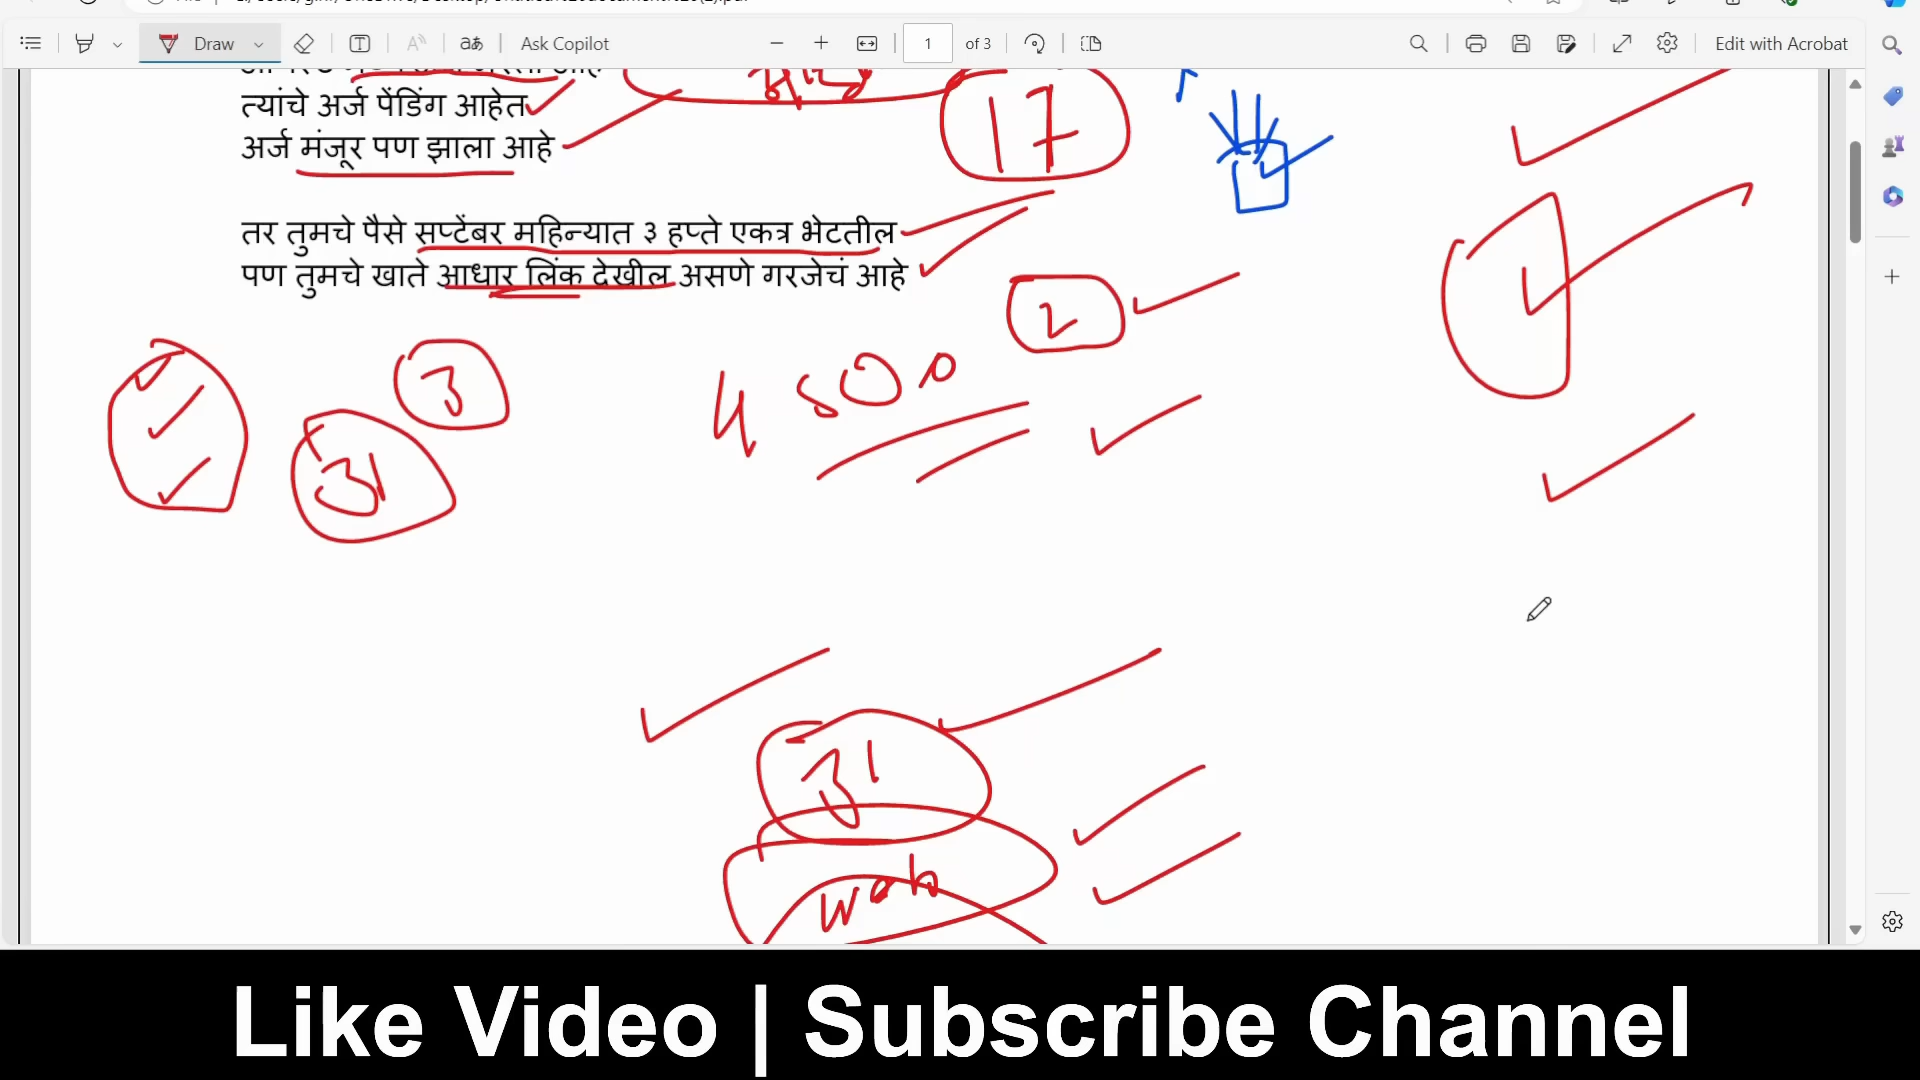 Draw
Ask Copilot
1
of 3
Edit with Acrobat
त्यांचे अर्ज पेंडिंग आहेत
अर्ज मंजूर पण झाला आहे
17
तर तुमचे पैसे सप्टेंबर महिन्यात ३ हप्ते एकत्र भेटतील
पण तुमचे खाते आधार लिंक देखील असणे गरजेचं आहे
2
3
4500
31
31
Like Video | Subscribe Channel